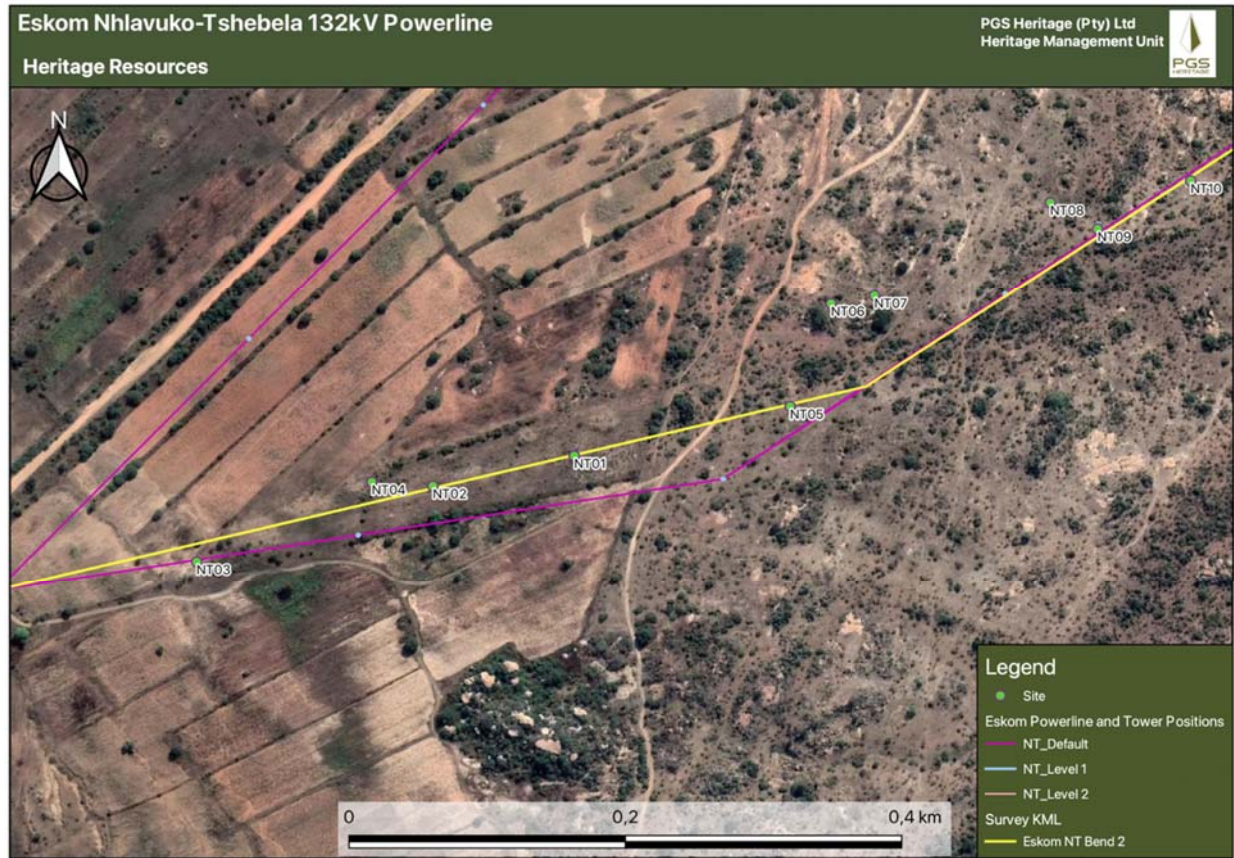 Eskom Nhlavuko-Tshebela 132kV Powerline
Heritage Resources
PGS Heritage (Pty) Ltd
Heritage Management Unit
PGS
HERITAGE
N
NT10
NT08
NT09
NT07
NT06
NT05
NT01
NT04
NT02
NT03
Legend
Site
Eskom Powerline and Tower Positions
NT_Default
NT_Level 1
NT_Level 2
Survey KML
Eskom NT Bend 2
0 0,2 0,4 km